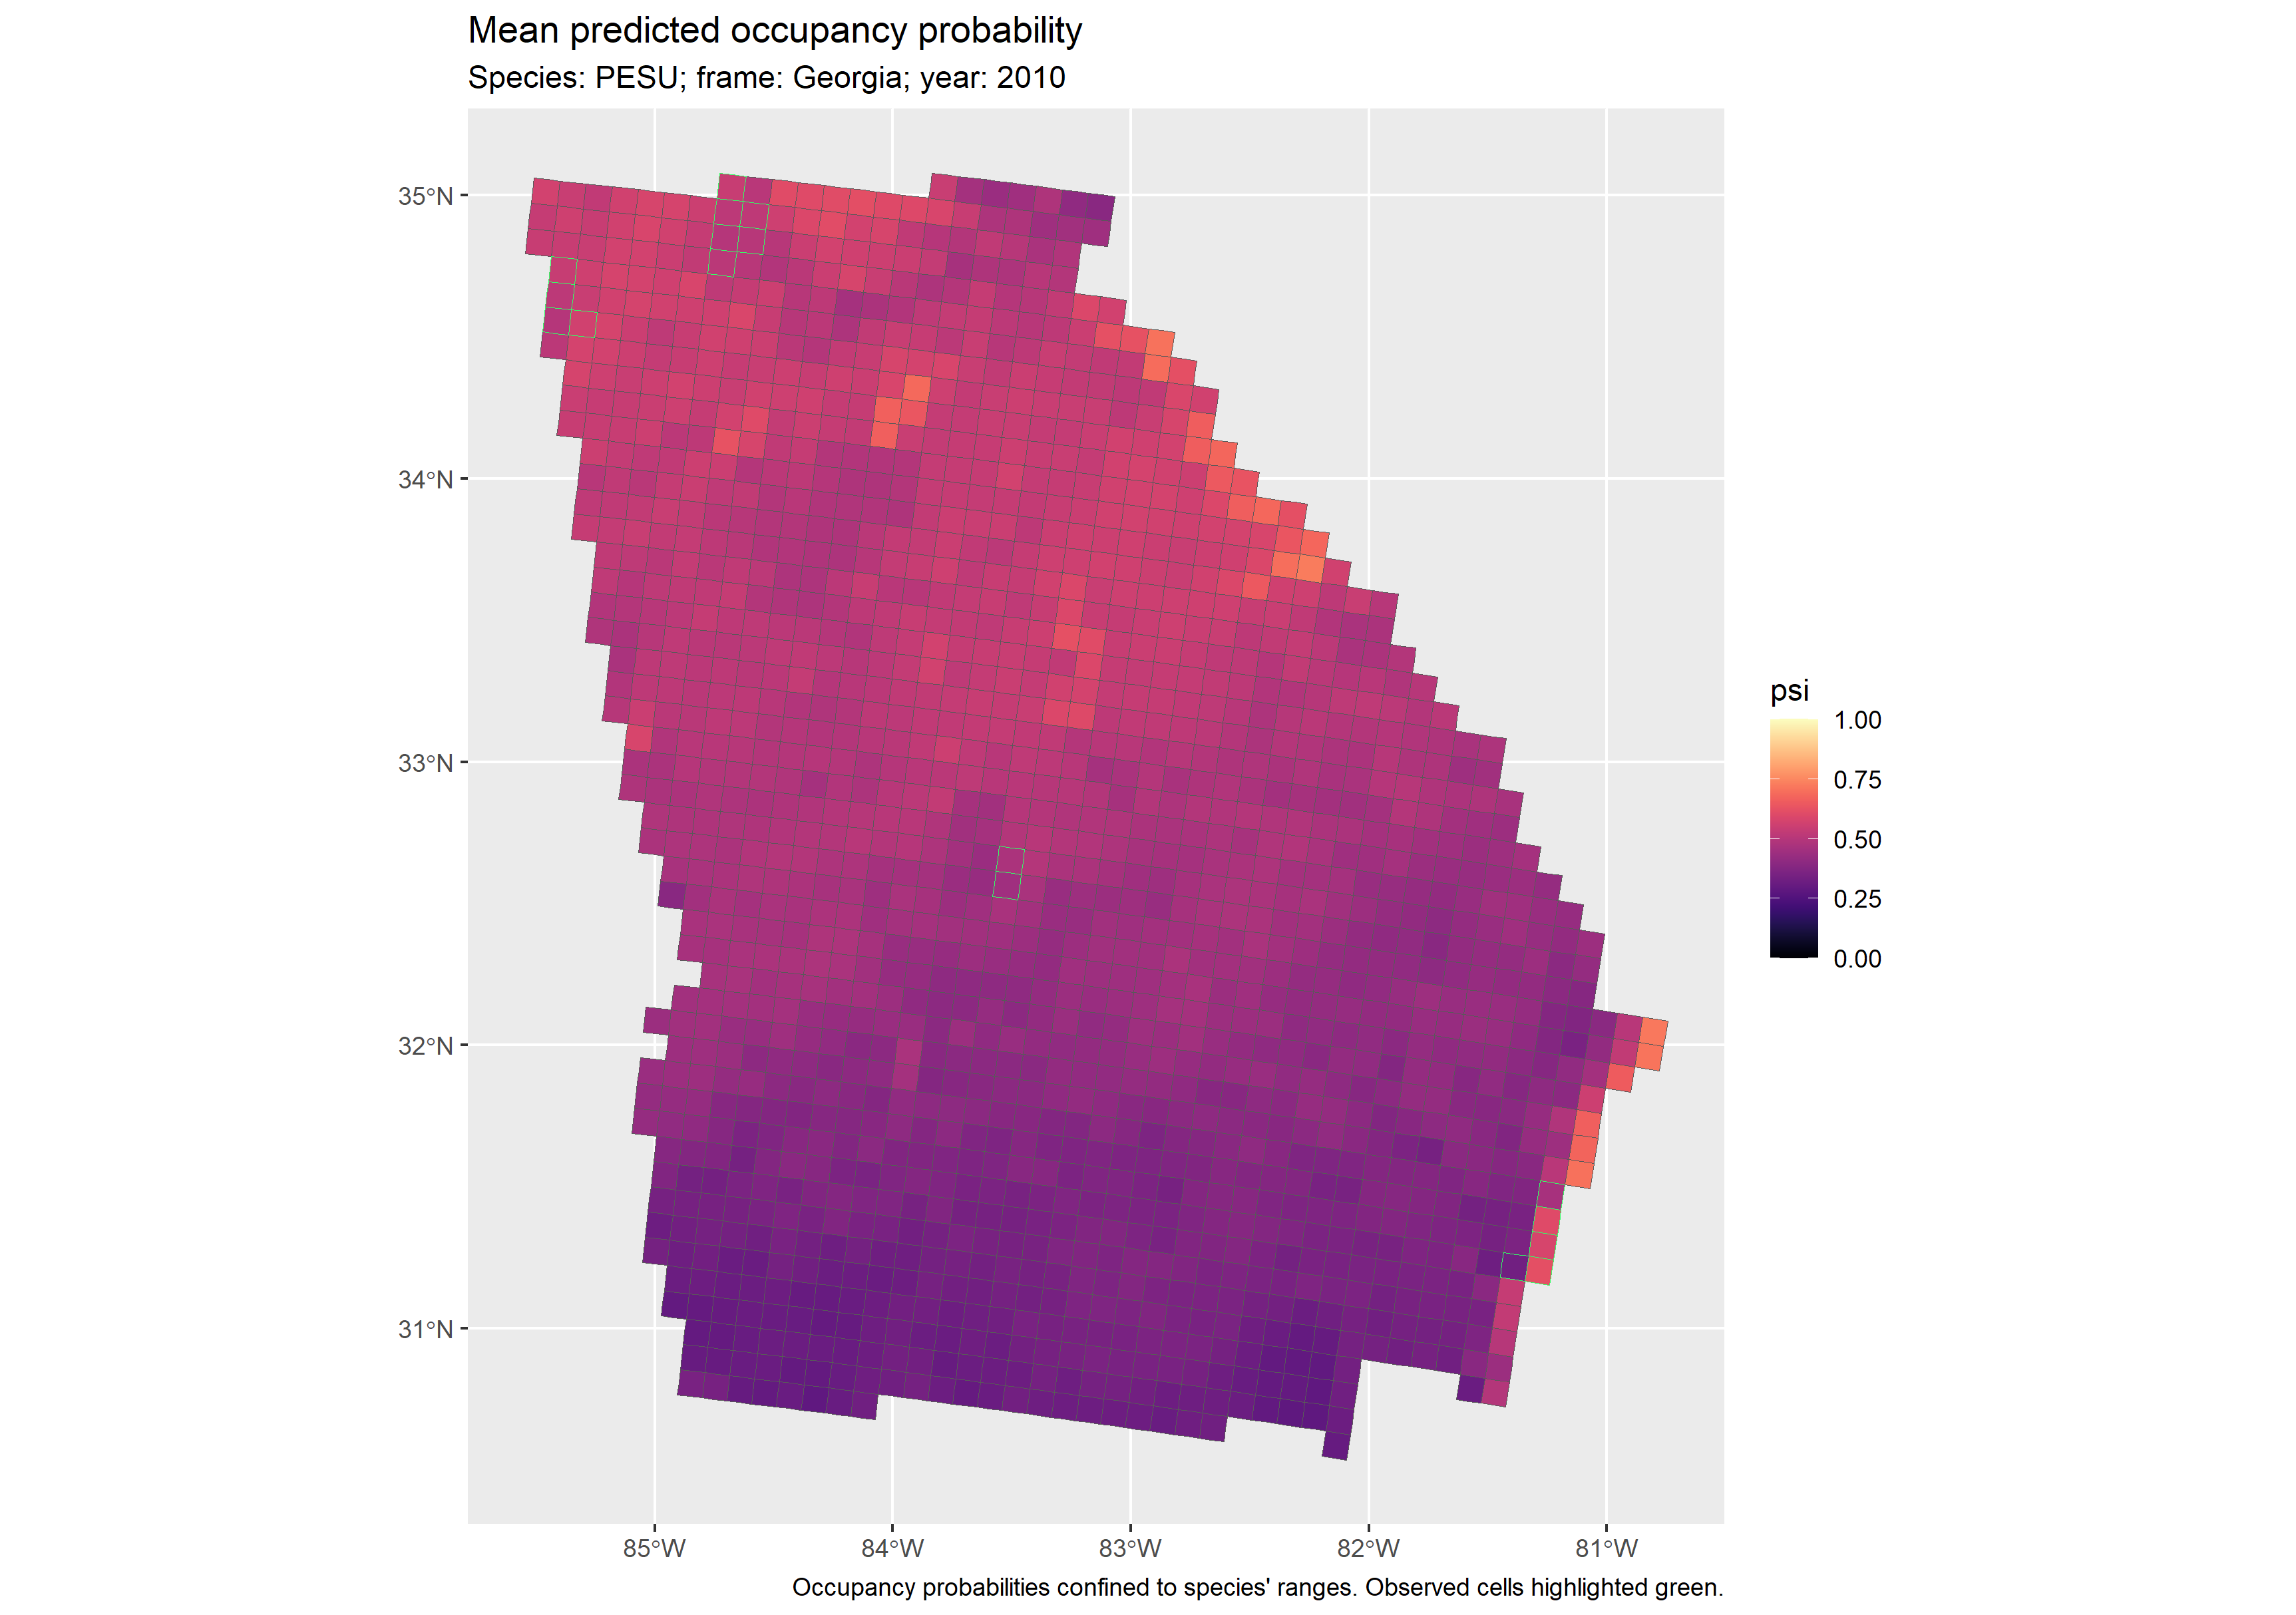 Mean predicted occupancy probability
Species: PESU; frame: Georgia; year: 2010
35°N
34°N
33°N
32°N
31°N
85°W
84°W
83°W
82°W
81°W
psi
1.00
0.75
0.50
0.25
0.00
Occupancy probabilities confined to species' ranges. Observed cells highlighted green.